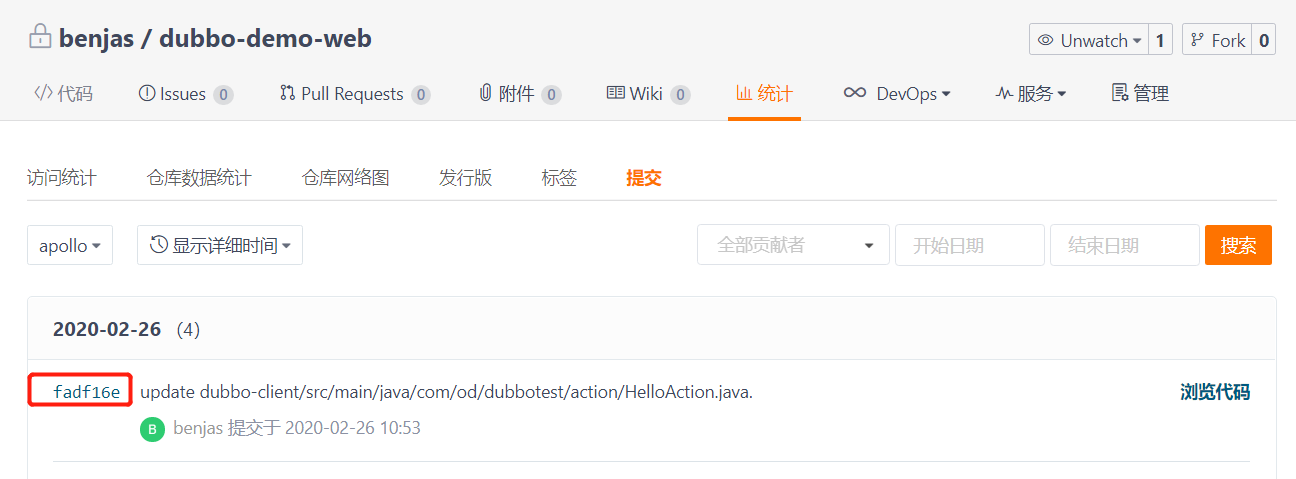 benjas / dubbo-demo-web
Unwatch 1 Fork 0
代码 Issues 0 Pull Requests 0 附件 0 Wiki 0 统计 DevOps 服务 管理
访问统计 仓库数据统计 仓库网络图 发行版 标签 提交
apollo 显示详细时间 全部贡献者 开始日期 结束日期 搜索
2020-02-26 (4)
fadf16e update dubbo-client/src/main/java/com/od/dubbotest/action/HelloAction.java. 浏览代码
B benjas 提交于 2020-02-26 10:53